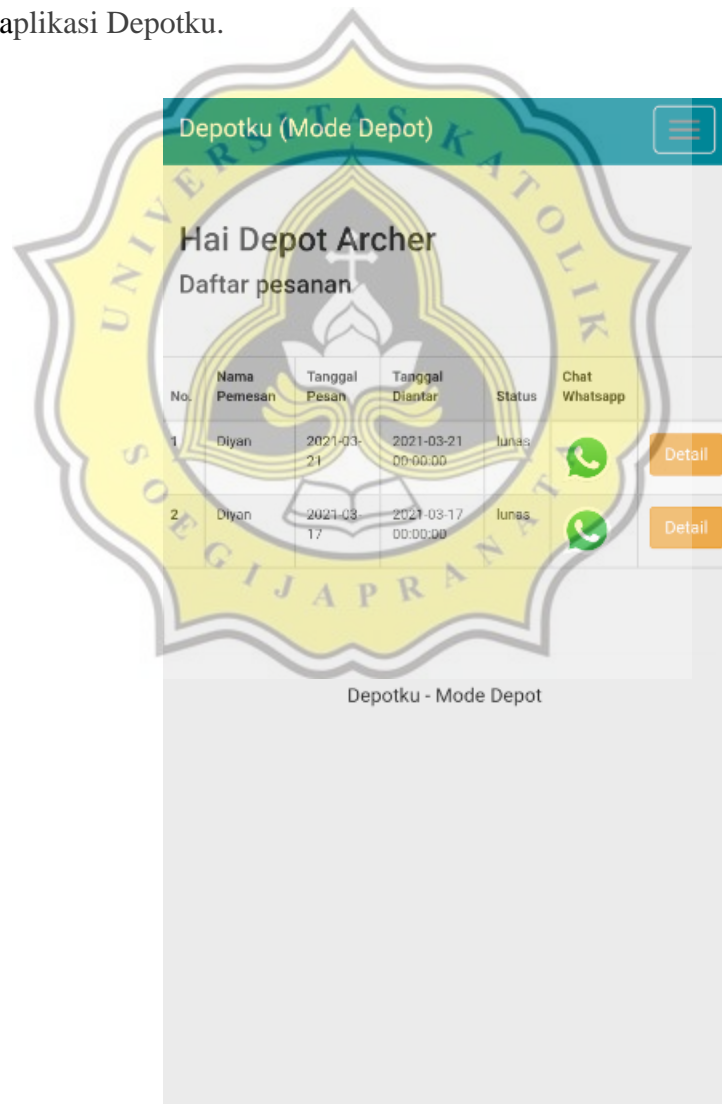 aplikasi Depotku.
Depotku (Mode Depot)
Hai Depot Archer
Daftar pesanan
No. Nama Pemesan Tanggal Pesan Tanggal Diantar Status Chat Whatsapp
1 Diyan 2021-03-21 2021-03-21 00:00:00 lunas Detail
2 Diyan 2021-03-17 2021-03-17 00:00:00 lunas Detail
Depotku - Mode Depot
UNIVERSITAS KATOLIK
SOEGIJAPRANATA